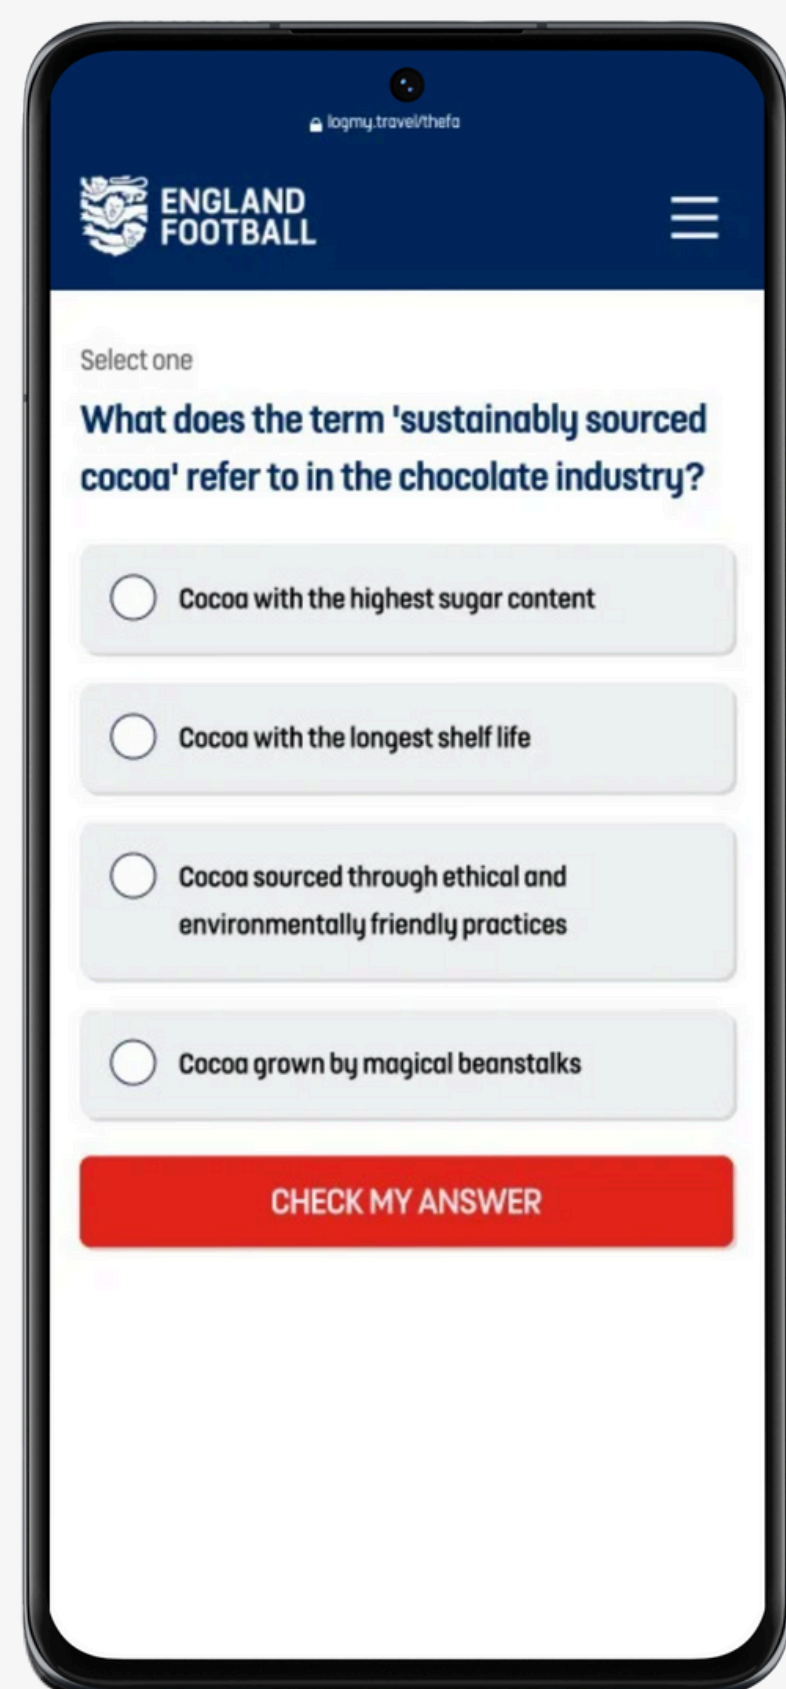 logmy.travel/thefa
ENGLAND
FOOTBALL
Select one
What does the term 'sustainably sourced
cocoa' refer to in the chocolate industry?
Cocoa with the highest sugar content
Cocoa with the longest shelf life
Cocoa sourced through ethical and
environmentally friendly practices
Cocoa grown by magical beanstalks
CHECK MY ANSWER